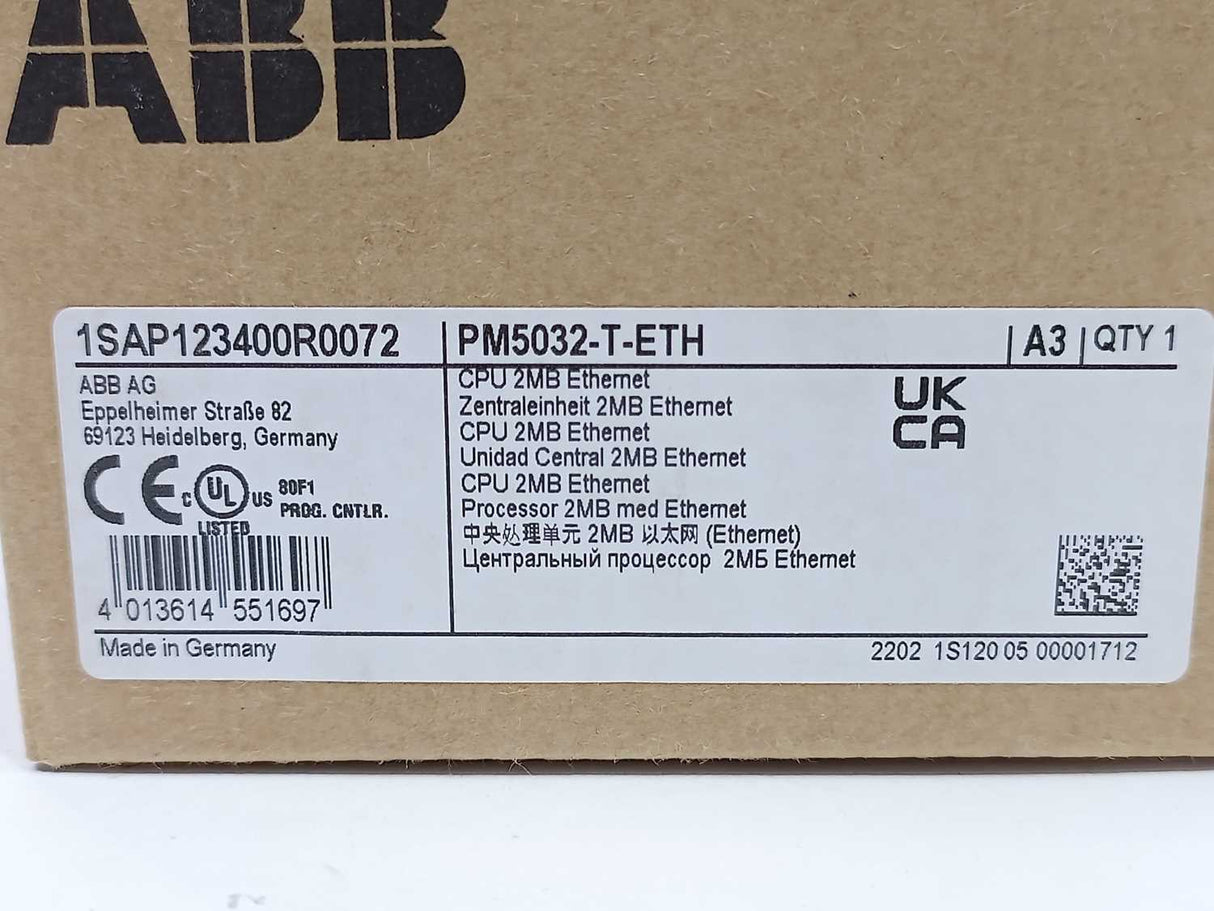 ABB
1SAP123400R0072 PM5032-T-ETH A3 QTY 1
ABB AG
Eppelheimer Straße 82
69123 Heidelberg, Germany
CE c UL US LISTED 80F1
PROG. CNTLR.
4 013614 551697
CPU 2MB Ethernet
Zentraleinheit 2MB Ethernet
CPU 2MB Ethernet
Unidad Central 2MB Ethernet
CPU 2MB Ethernet
Processor 2MB med Ethernet
中央处理单元 2MB 以太网 (Ethernet)
Центральный процессор 2МБ Ethernet
UK
CA
Made in Germany 2202 1S120 05 00001712